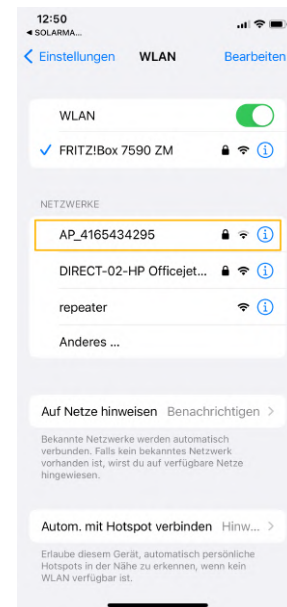 12:50
◀ SOLARMA...
Einstellungen WLAN Bearbeiten
WLAN
FRITZ!Box 7590 ZM
NETZWERKE
AP_4165434295
DIRECT-02-HP Officejet...
repeater
Anderes ...
Auf Netze hinweisen Benachrichtigen >
Bekannte Netzwerke werden automatisch
verbunden. Falls kein bekanntes Netzwerk
vorhanden ist, wirst du auf verfügbare Netze
hingewiesen.
Autom. mit Hotspot verbinden Hinw... >
Erlaube diesem Gerät, automatisch persönliche
Hotspots in der Nähe zu erkennen, wenn kein
WLAN verfügbar ist.